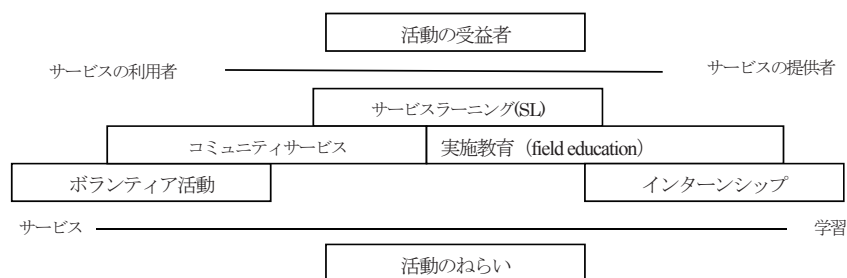 活動の受益者
サービスの利用者 サービスの提供者
サービスラーニング(SL)
コミュニティサービス 実施教育（field education）
ボランティア活動 インターンシップ
サービス 学習
活動のねらい